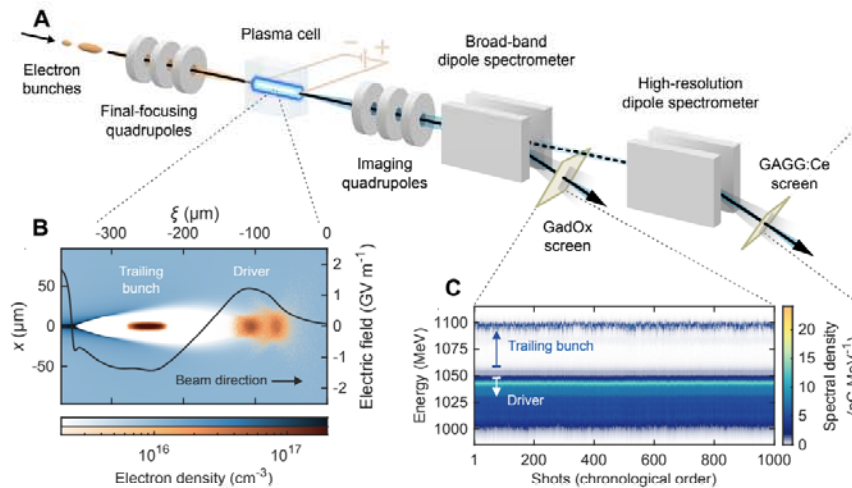 A
Electron
bunches
Final-focusing
quadrupoles
Plasma cell
− +
Imaging
quadrupoles
Broad-band
dipole spectrometer
High-resolution
dipole spectrometer
GadOx
screen
GAGG:Ce
screen
B
ξ (µm)
-300 -200 -100 0
Trailing
bunch
Driver
x (µm)
50
0
-50
Electric field (GV m⁻¹)
2
1
0
-1
-2
Beam direction
10¹⁶ 10¹⁷
Electron density (cm⁻³)
C
Energy (MeV)
1100
1075
1050
1025
1000
Trailing bunch
Driver
1 200 400 600 800 1000
Shots (chronological order)
20
15
10
5
0
Spectral density
MeV⁻¹)